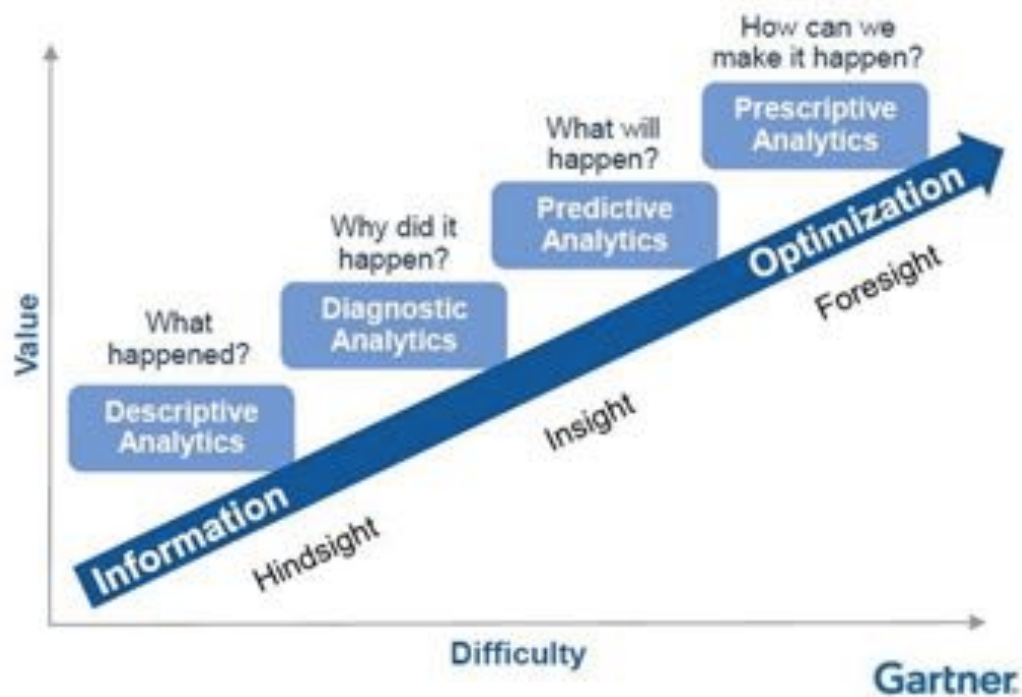 How can we
make it happen?
Prescriptive
Analytics
What will
happen?
Predictive
Analytics
Why did it
happen?
Diagnostic
Analytics
What
happened?
Descriptive
Analytics
Value
Information
Optimization
Hindsight
Insight
Foresight
Difficulty
Gartner